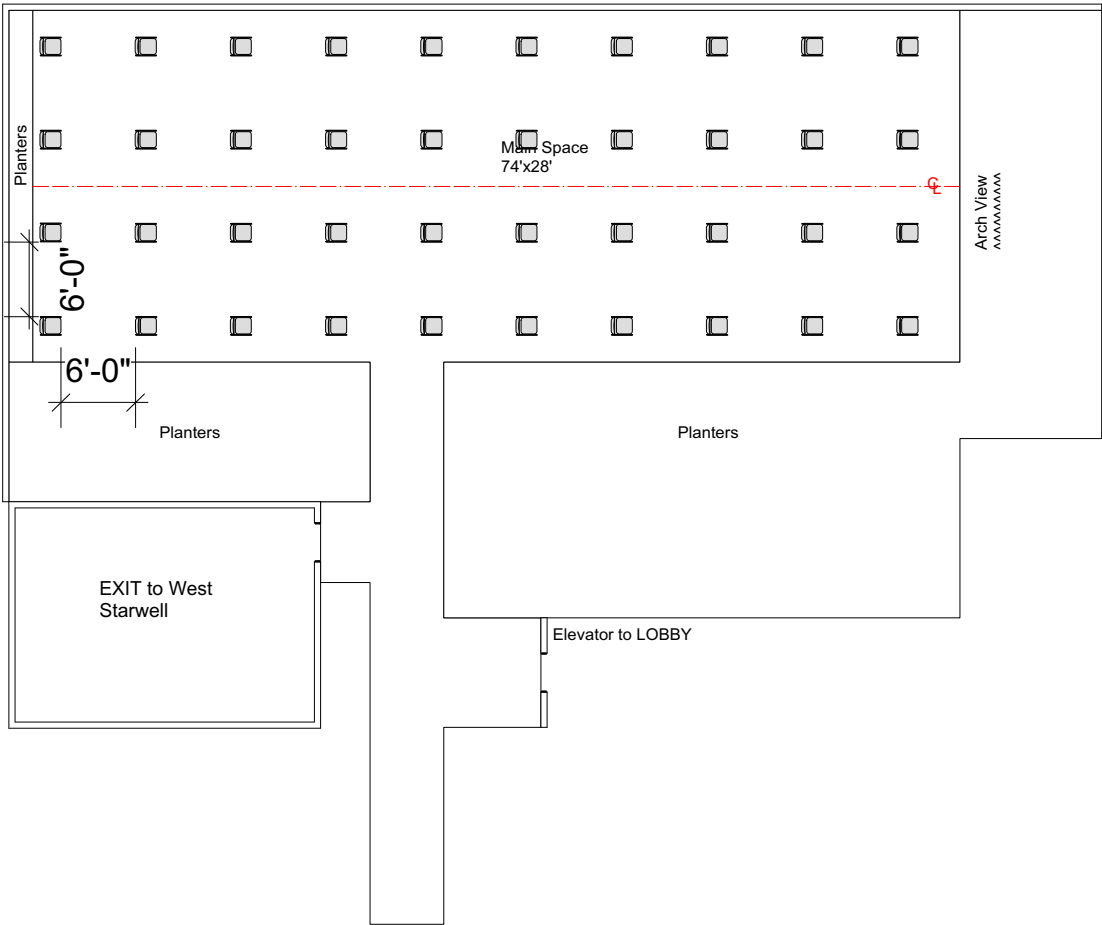 Planters
Main Space
74'x28'
℄
Arch View
^^^^^^^^^^
6'-0"
6'-0"
Planters
Planters
EXIT to West
Starwell
Elevator to LOBBY